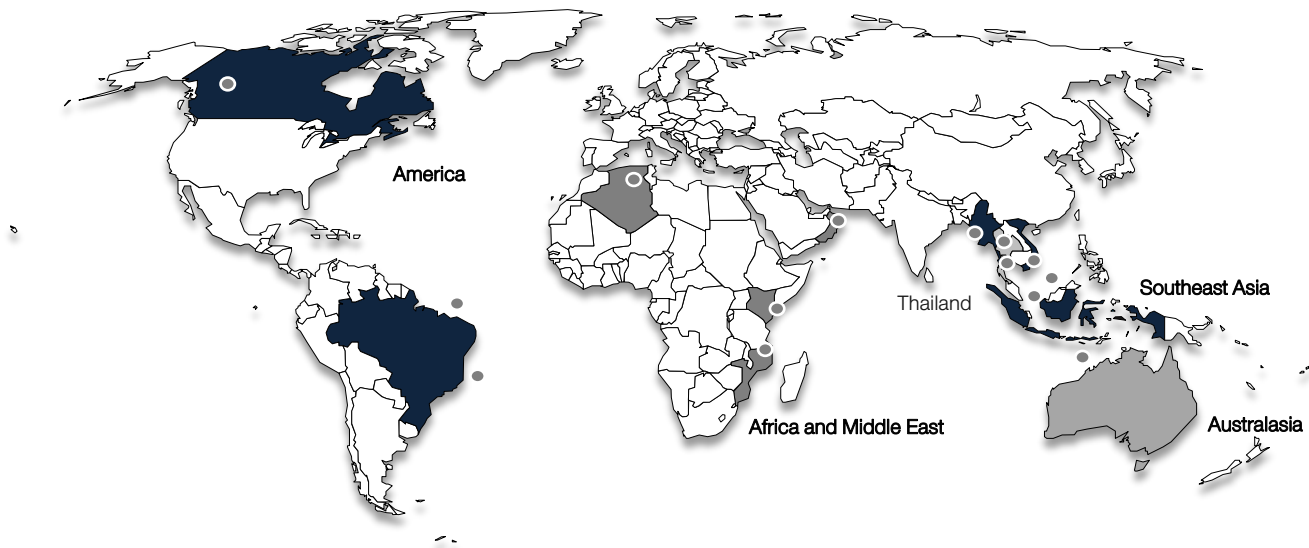 America
Thailand
Southeast Asia
Africa and Middle East
Australasia